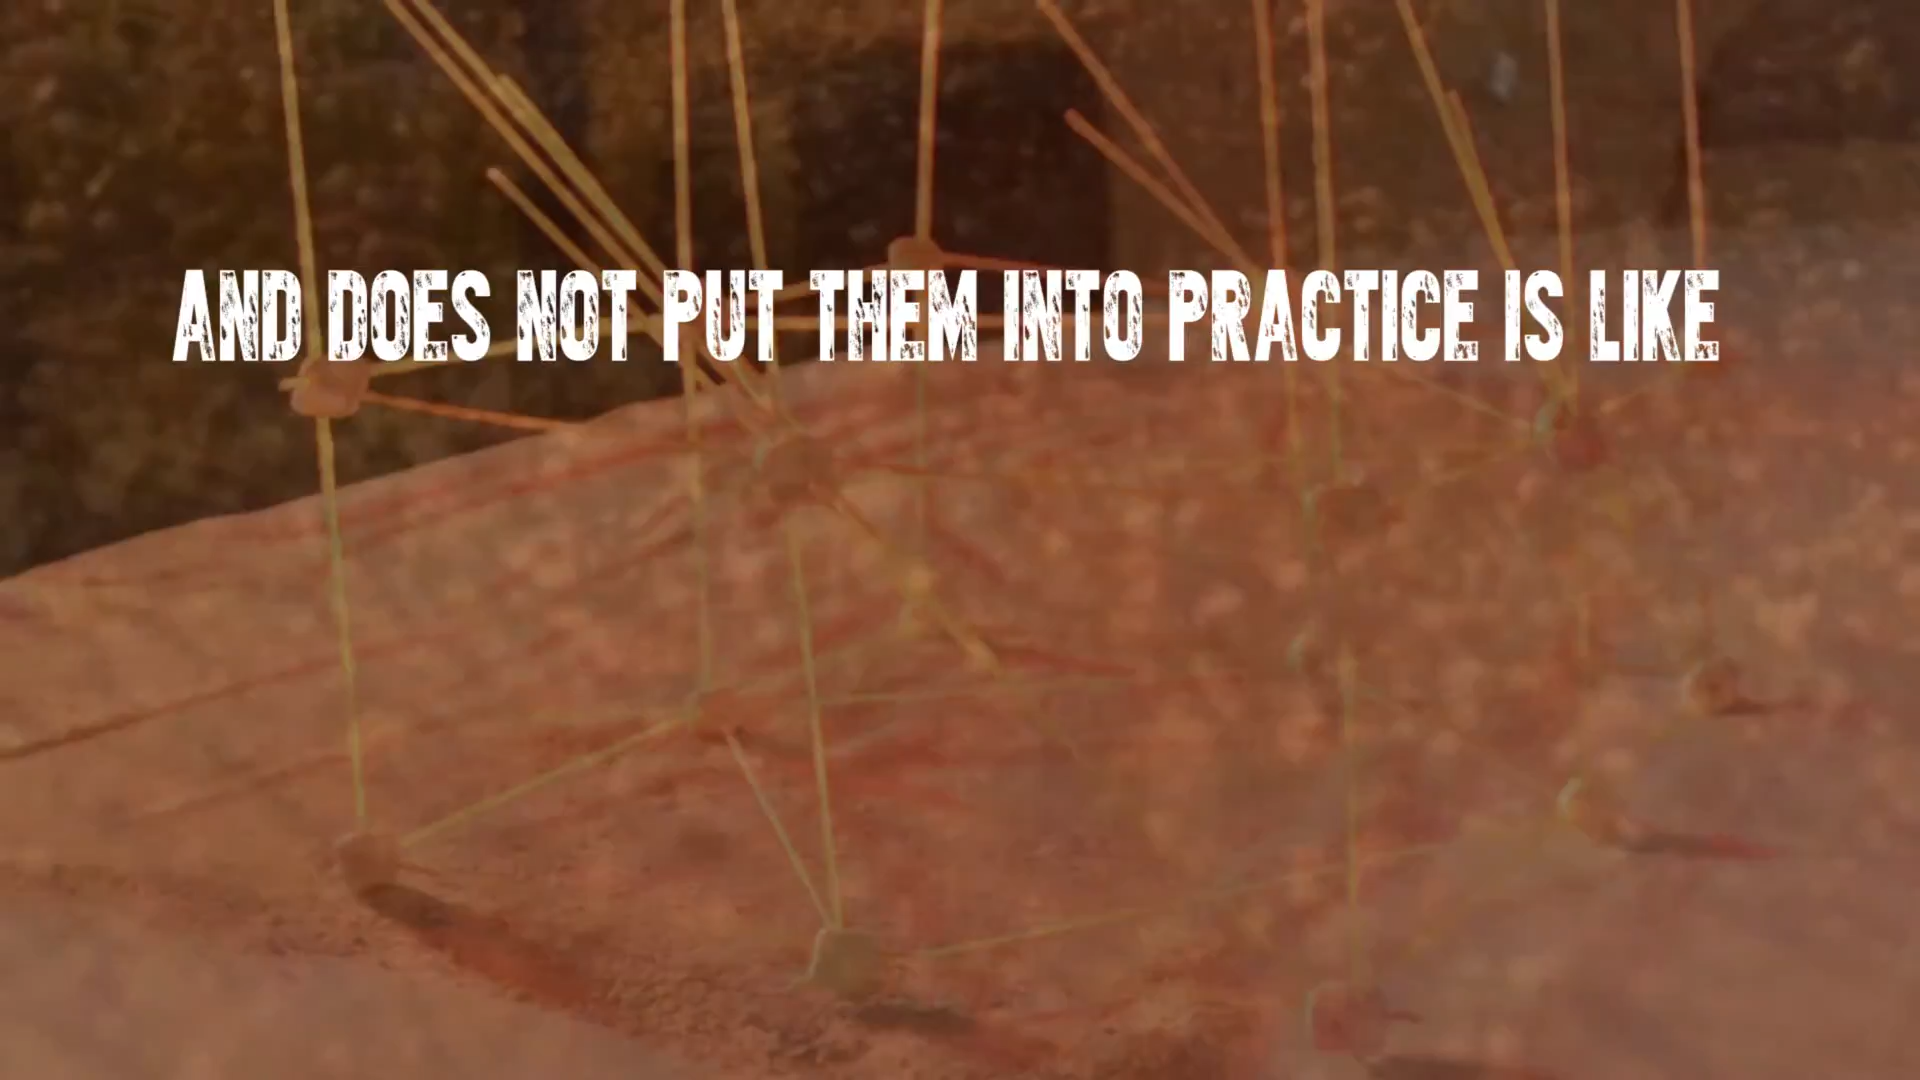 AND DOES NOT PUT THEM INTO PRACTICE IS LIKE